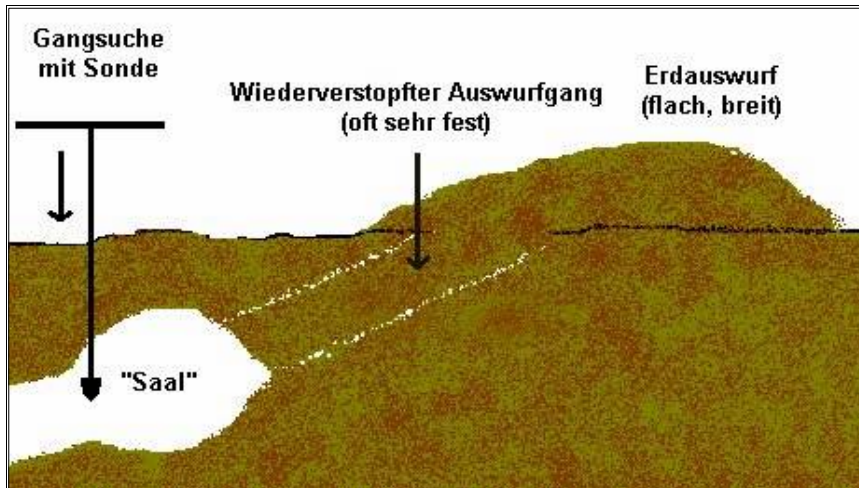 Gangsuche
mit Sonde
Wiederverstopfter Auswurfgang
(oft sehr fest)
Erdauswurf
(flach, breit)
"Saal"